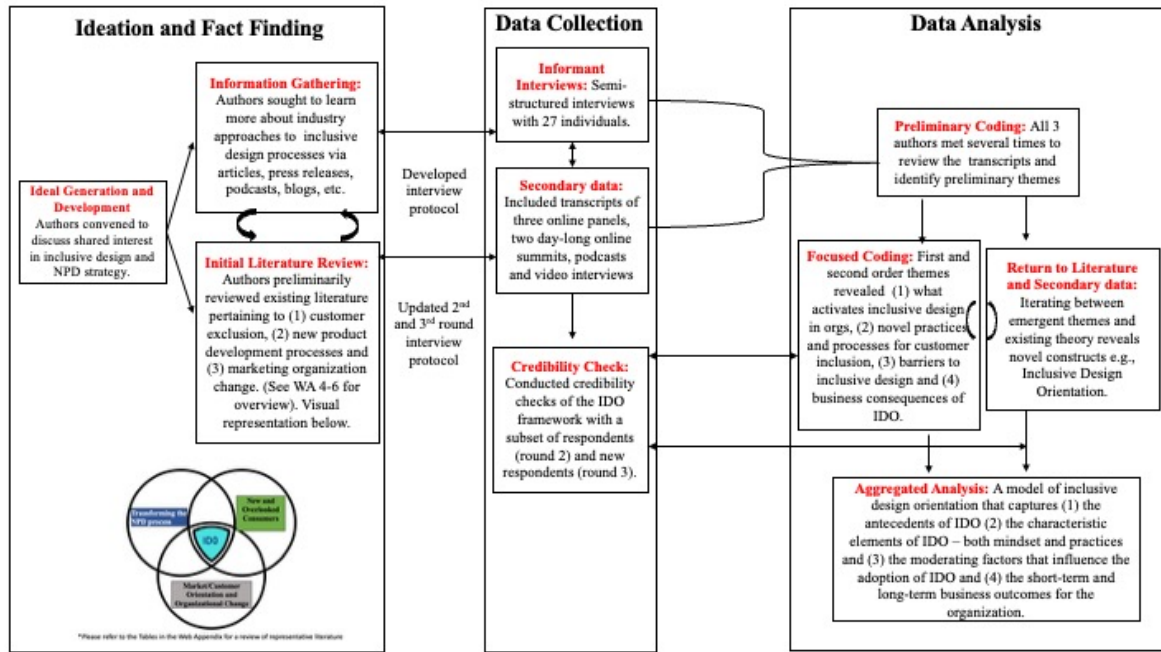 Ideation and Fact Finding
Information Gathering:
Authors sought to learn
more about industry
approaches to inclusive
design processes via
articles, press releases,
podcasts, blogs, etc.
Ideal Generation and
Development
Authors convened to
discuss shared interest
in inclusive design and
NPD strategy.
Initial Literature Review:
Authors preliminarily
reviewed existing literature
pertaining to (1) customer
exclusion, (2) new product
development processes and
(3) marketing organization
change. (See WA 4-6 for
overview). Visual
representation below.
Transforming the
NPD process
New and
Overlooked
Consumers
IDO
Market/Customer
Orientation and
Organizational Change
*Please refer to the Tables in the Web Appendix for a review of representative literature
Developed
interview
protocol
Updated 2nd
and 3rd round
interview
protocol
Data Collection
Informant
Interviews: Semi-
structured interviews
with 27 individuals.
Secondary data:
Included transcripts of
three online panels,
two day-long online
summits, podcasts
and video interviews
Credibility Check:
Conducted credibility
checks of the IDO
framework with a
subset of respondents
(round 2) and new
respondents (round 3).
Data Analysis
Preliminary Coding: All 3
authors met several times to
review the transcripts and
identify preliminary themes
Focused Coding: First and
second order themes
revealed (1) what
activates inclusive design
in orgs, (2) novel practices
and processes for customer
inclusion, (3) barriers to
inclusive design and (4)
business consequences of
IDO.
Return to Literature
and Secondary data:
Iterating between
emergent themes and
existing theory reveals
novel constructs e.g.,
Inclusive Design
Orientation.
Aggregated Analysis: A model of inclusive
design orientation that captures (1) the
antecedents of IDO (2) the characteristic
elements of IDO – both mindset and practices
and (3) the moderating factors that influence the
adoption of IDO and (4) the short-term and
long-term business outcomes for the
organization.